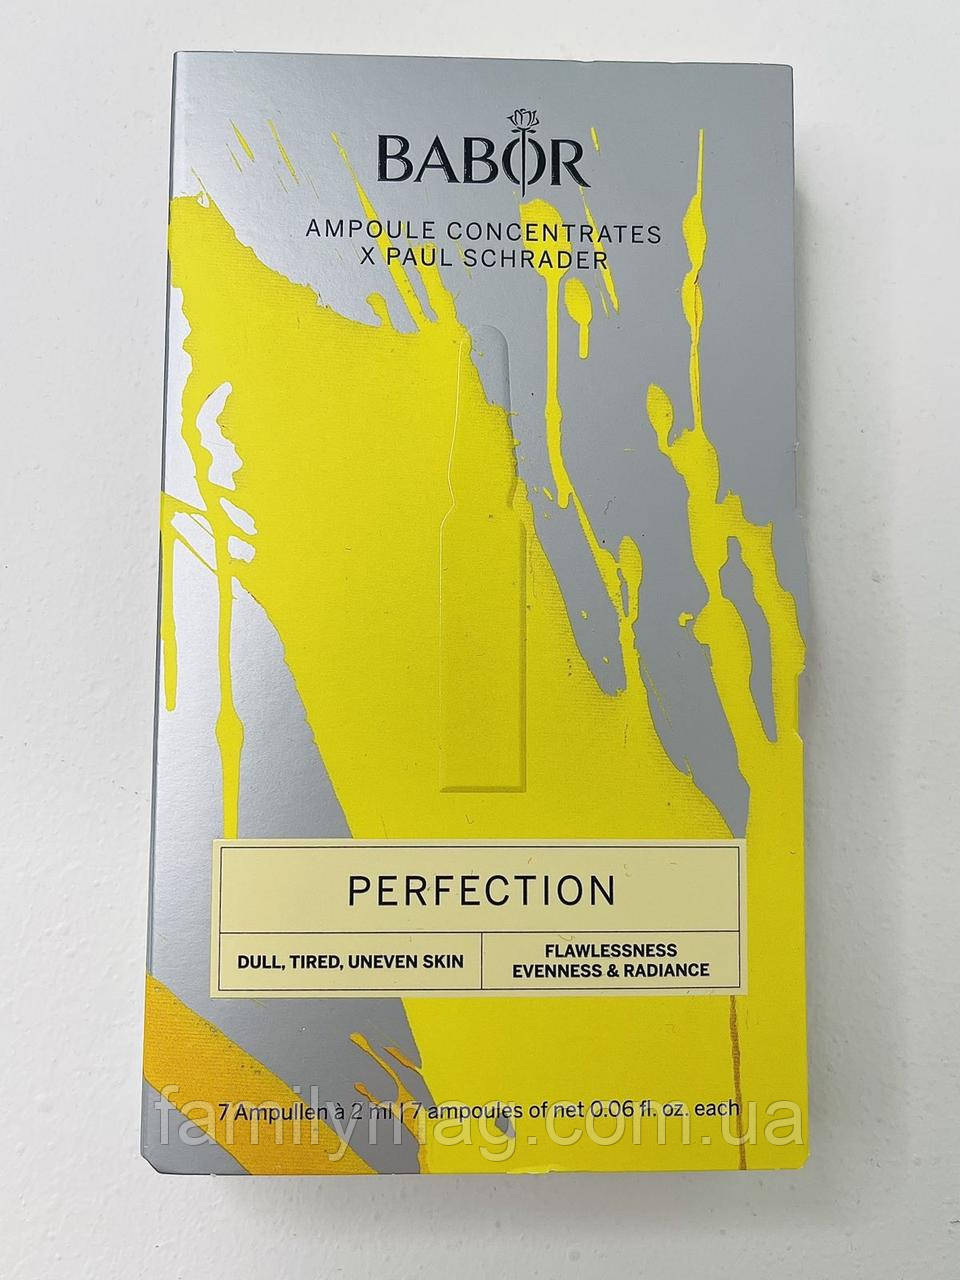 BABOR
AMPOULE CONCENTRATES
X PAUL SCHRADER
PERFECTION
DULL, TIRED, UNEVEN SKIN
FLAWLESSNESS
EVENNESS & RADIANCE
7 Ampullen à 2 ml | 7 ampoules of net 0.06 fl. oz. each
familymag.com.ua